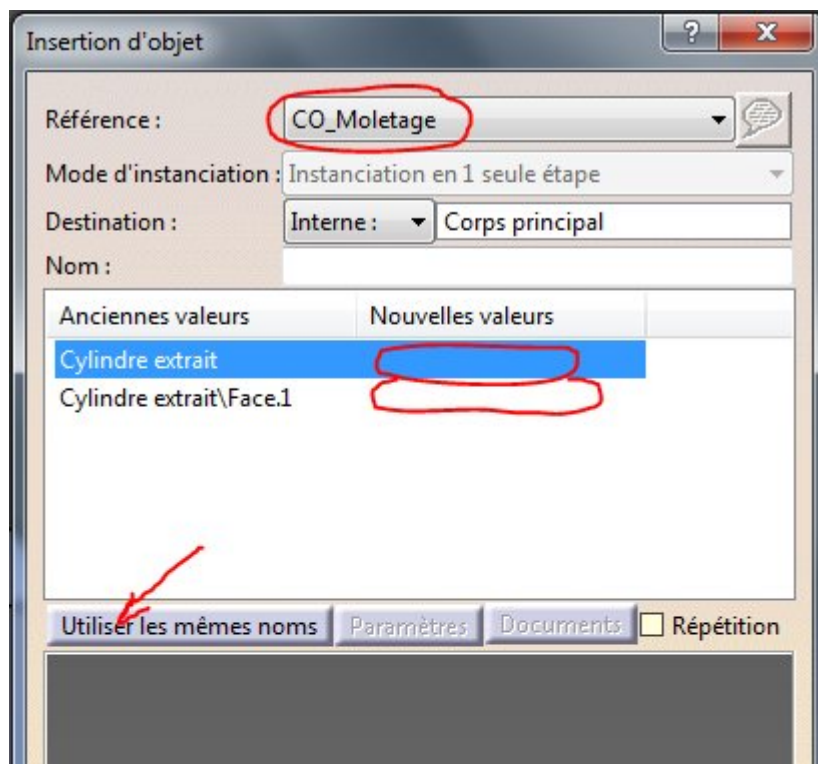 Insertion d'objet
Référence : CO_Moletage
Mode d'instanciation : Instanciation en 1 seule étape
Destination : Interne : Corps principal
Nom :
Anciennes valeurs Nouvelles valeurs
Cylindre extrait
Cylindre extrait\Face.1
Utiliser les mêmes noms Paramètres Documents Répétition